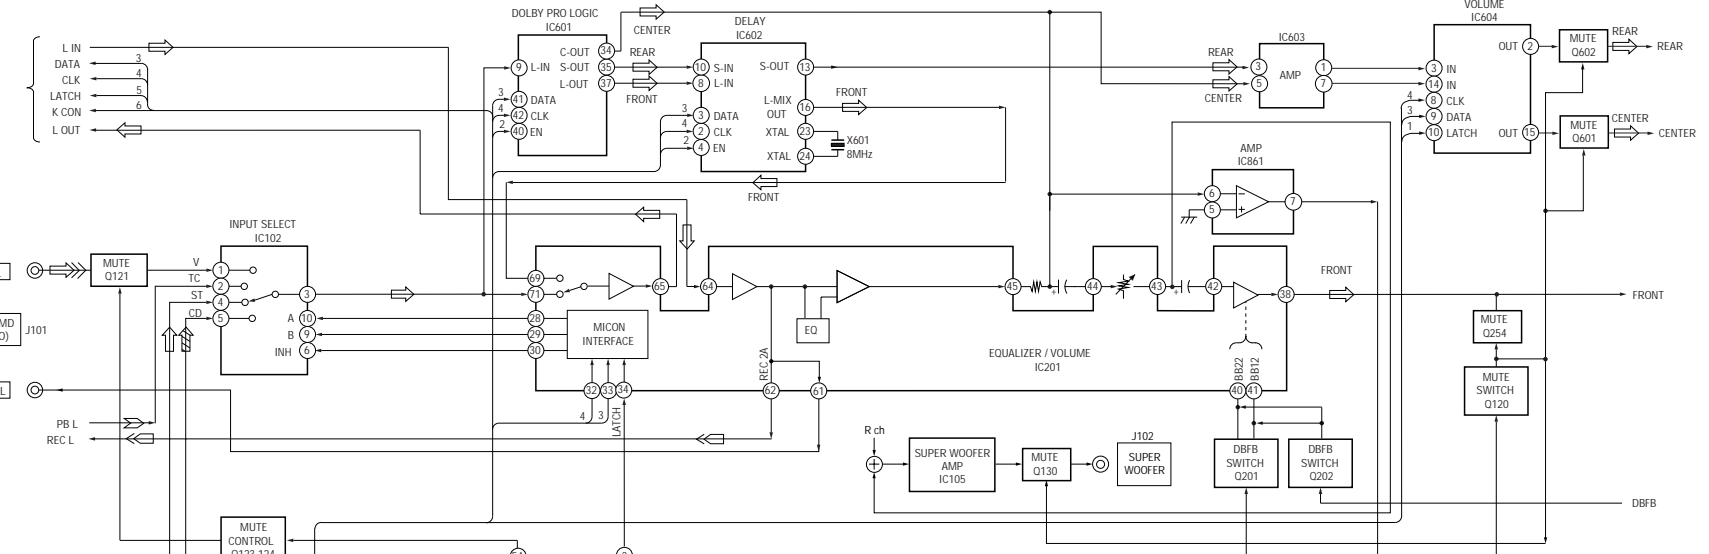 DOLBY PRO LOGIC
IC601
C-OUT 34
9 L-IN S-OUT 35
L-OUT 37
3 41 DATA
4 42 CLK
2 40 EN
CENTER
REAR
FRONT
DELAY
IC602
10 S-IN S-OUT 13
8 L-IN
L-MIX
OUT 16
3 3 DATA
4 2 CLK XTAL 23
2 4 EN
XTAL 24
X601
8MHz
FRONT
FRONT
REAR
CENTER
IC603
3 AMP 1
5 7
VOLUME
IC604
OUT 2
3 IN
14 IN
4 8 CLK
3 9 DATA
1 10 LATCH OUT 15
MUTE
Q602
REAR
REAR
MUTE
Q601
CENTER
CENTER
L IN
DATA 3
CLK 4
LATCH 5
K CON 6
L OUT
AMP
IC861
6 −
5 +
7
INPUT SELECT
IC102
MUTE
Q121
V 1
TC 2
ST 4
CD 5
3
A 10
B 9
INH 6
J101
L
PB L
REC L
69
71
65
28
29
30
MICON
INTERFACE
32 33 34
4 3 LATCH
64
EQ
REC 2A
62 61
45
44
43
42
38
EQUALIZER / VOLUME
IC201
BB22 BB12
40 41
FRONT
FRONT
MUTE
Q254
MUTE
SWITCH
Q120
R ch
+
SUPER WOOFER
AMP
IC105
MUTE
Q130
J102
SUPER
WOOFER
DBFB
SWITCH
Q201
DBFB
SWITCH
Q202
DBFB
MUTE
CONTROL